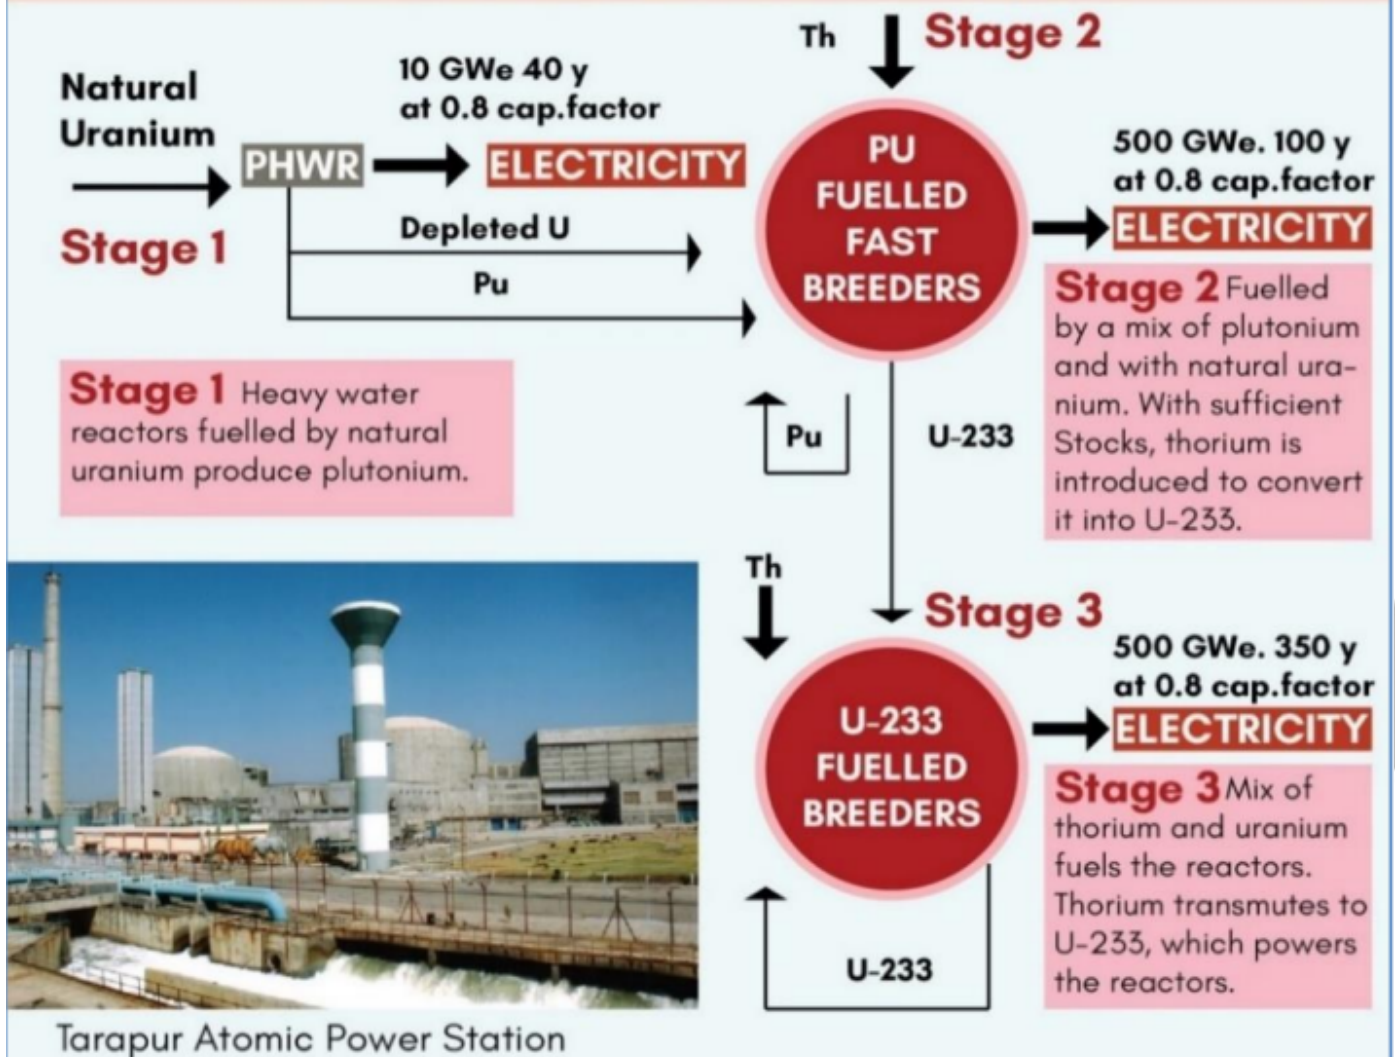 Natural
Uranium
Stage 1
PHWR
10 GWe 40 y
at 0.8 cap.factor
ELECTRICITY
Depleted U
Pu
Th
Stage 2
PU
FUELLED
FAST
BREEDERS
500 GWe. 100 y
at 0.8 cap.factor
ELECTRICITY
Stage 2 Fuelled
by a mix of plutonium
and with natural ura-
nium. With sufficient
Stocks, thorium is
introduced to convert
it into U-233.
Stage 1 Heavy water
reactors fuelled by natural
uranium produce plutonium.
Pu
U-233
Th
Stage 3
U-233
FUELLED
BREEDERS
500 GWe. 350 y
at 0.8 cap.factor
ELECTRICITY
Stage 3 Mix of
thorium and uranium
fuels the reactors.
Thorium transmutes to
U-233, which powers
the reactors.
U-233
Tarapur Atomic Power Station